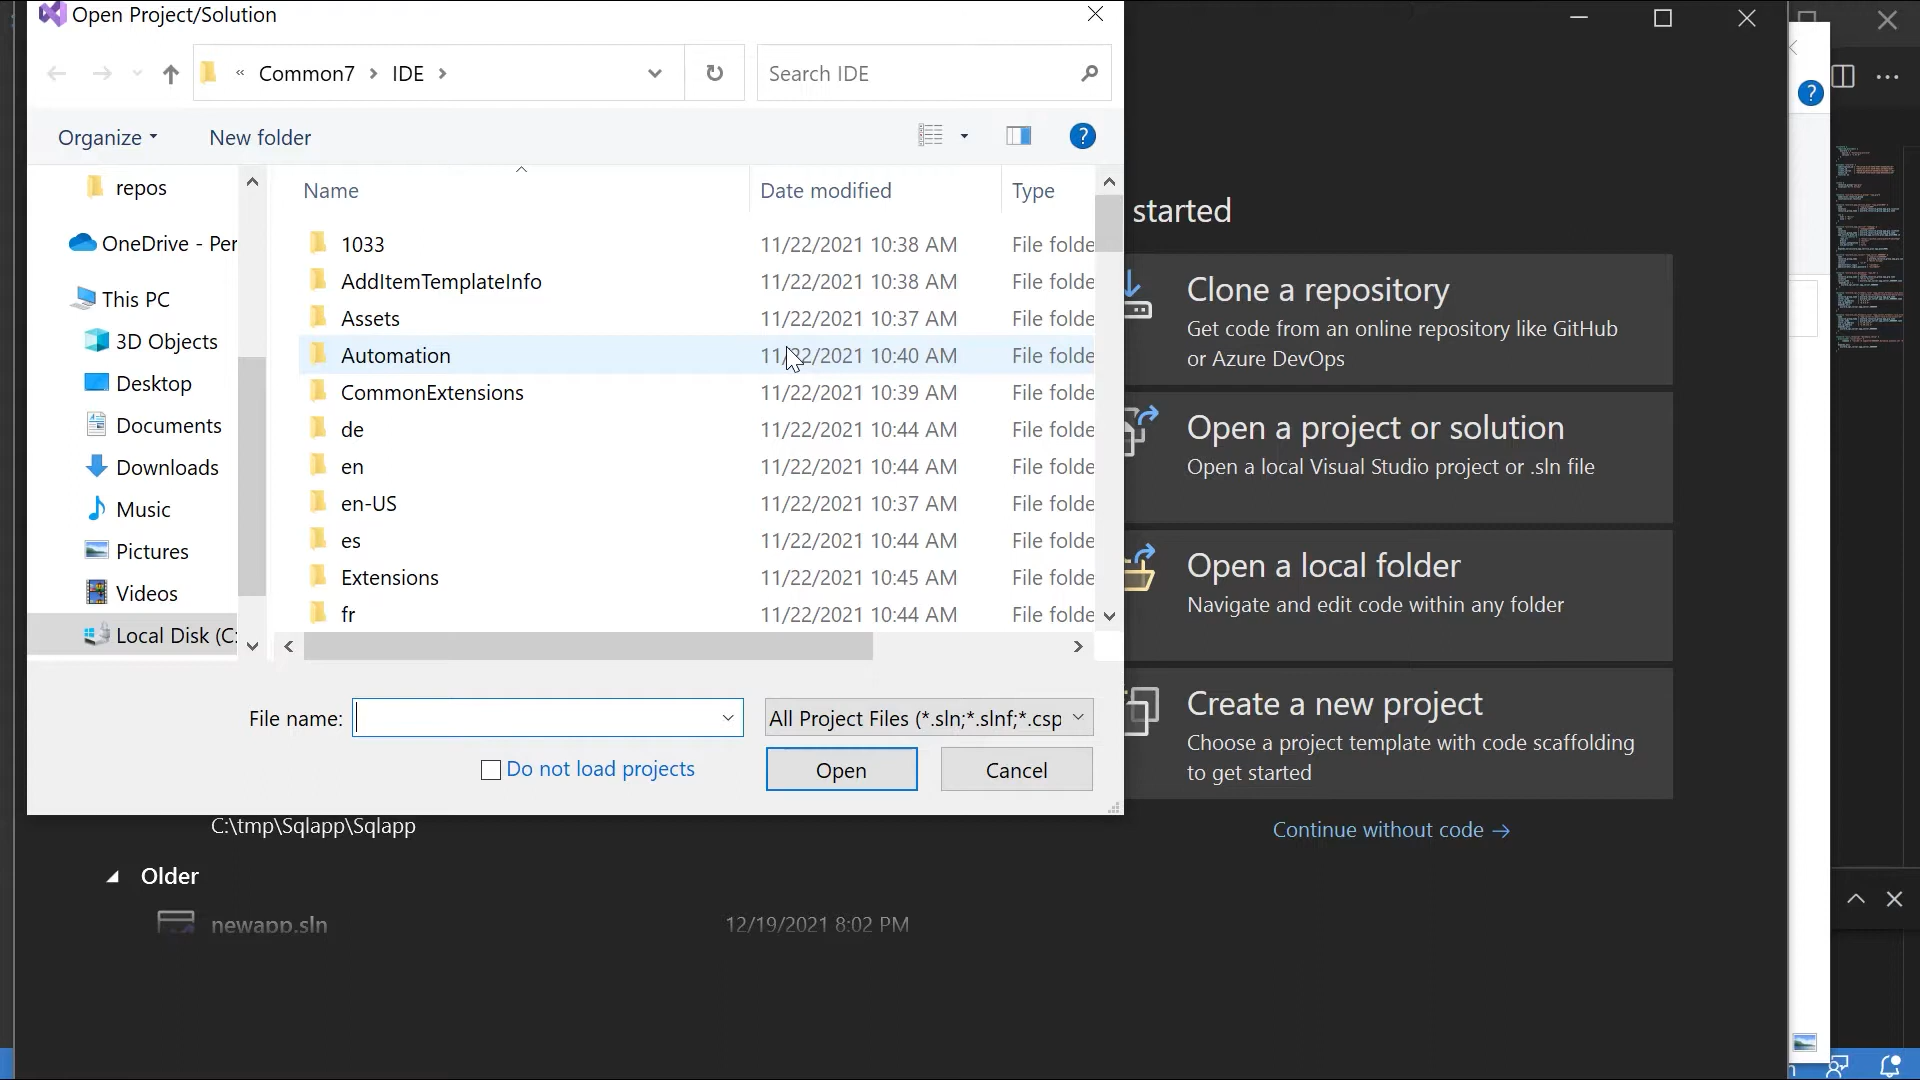 Open Project/Solution
« Common7 › IDE ›
Search IDE
Organize
New folder
repos
OneDrive - Per
This PC
3D Objects
Desktop
Documents
Downloads
Music
Pictures
Videos
Local Disk (C:
Name Date modified Type
1033 11/22/2021 10:38 AM File folde
AddItemTemplateInfo 11/22/2021 10:38 AM File folde
Assets 11/22/2021 10:37 AM File folde
Automation 11/22/2021 10:40 AM File folde
CommonExtensions 11/22/2021 10:39 AM File folde
de 11/22/2021 10:44 AM File folde
en 11/22/2021 10:44 AM File folde
en-US 11/22/2021 10:37 AM File folde
es 11/22/2021 10:44 AM File folde
Extensions 11/22/2021 10:45 AM File folde
fr 11/22/2021 10:44 AM File folde
File name:
All Project Files (*.sln;*.slnf;*.csp
Do not load projects
Open
Cancel
started
Clone a repository
Get code from an online repository like GitHub
or Azure DevOps
Open a project or solution
Open a local Visual Studio project or .sln file
Open a local folder
Navigate and edit code within any folder
Create a new project
Choose a project template with code scaffolding
to get started
Continue without code →
C:\tmp\Sqlapp\Sqlapp
Older
newapp.sln 12/19/2021 8:02 PM